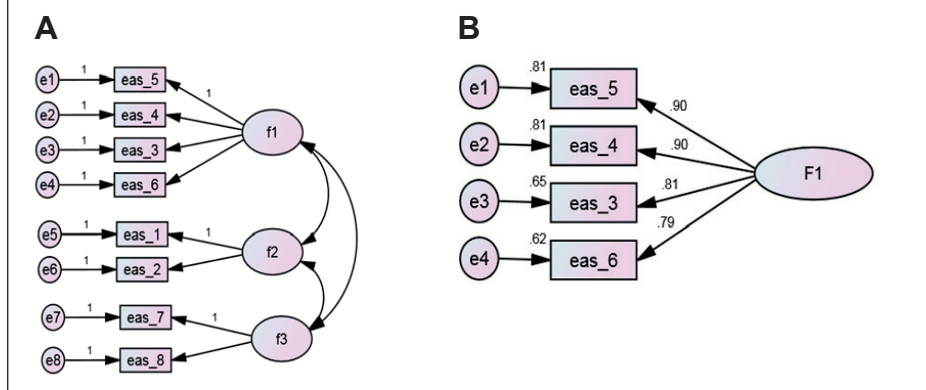 A
e1 1 eas_5
1
e2 1 eas_4
f1
e3 1 eas_3
e4 1 eas_6
e5 1 eas_1
1
f2
e6 1 eas_2
e7 1 eas_7
1
f3
e8 1 eas_8
B
.81
e1 eas_5
.90
.81
e2 eas_4
.90
F1
.65
e3 eas_3
.81
.62
e4 eas_6
.79